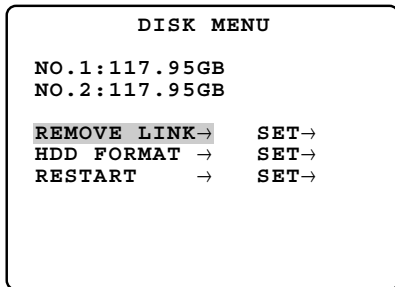 DISK MENU
NO.1:117.95GB
NO.2:117.95GB
REMOVE LINK→ SET→
HDD FORMAT → SET→
RESTART → SET→